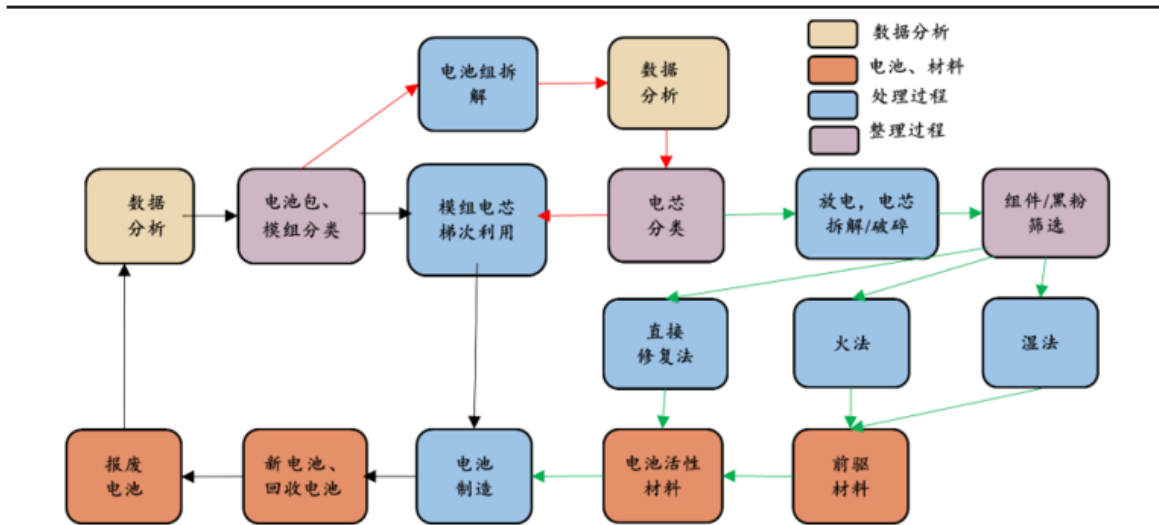 数据分析
电池、材料
处理过程
整理过程
电池组拆
解
数据
分析
数据
分析
电池包、
模组分类
模组电芯
梯次利用
电芯
分类
放电，电芯
拆解/破碎
组件/黑粉
筛选
直接
修复法
火法
湿法
报废
电池
新电池、
回收电池
电池
制造
电池活性
材料
前驱
材料